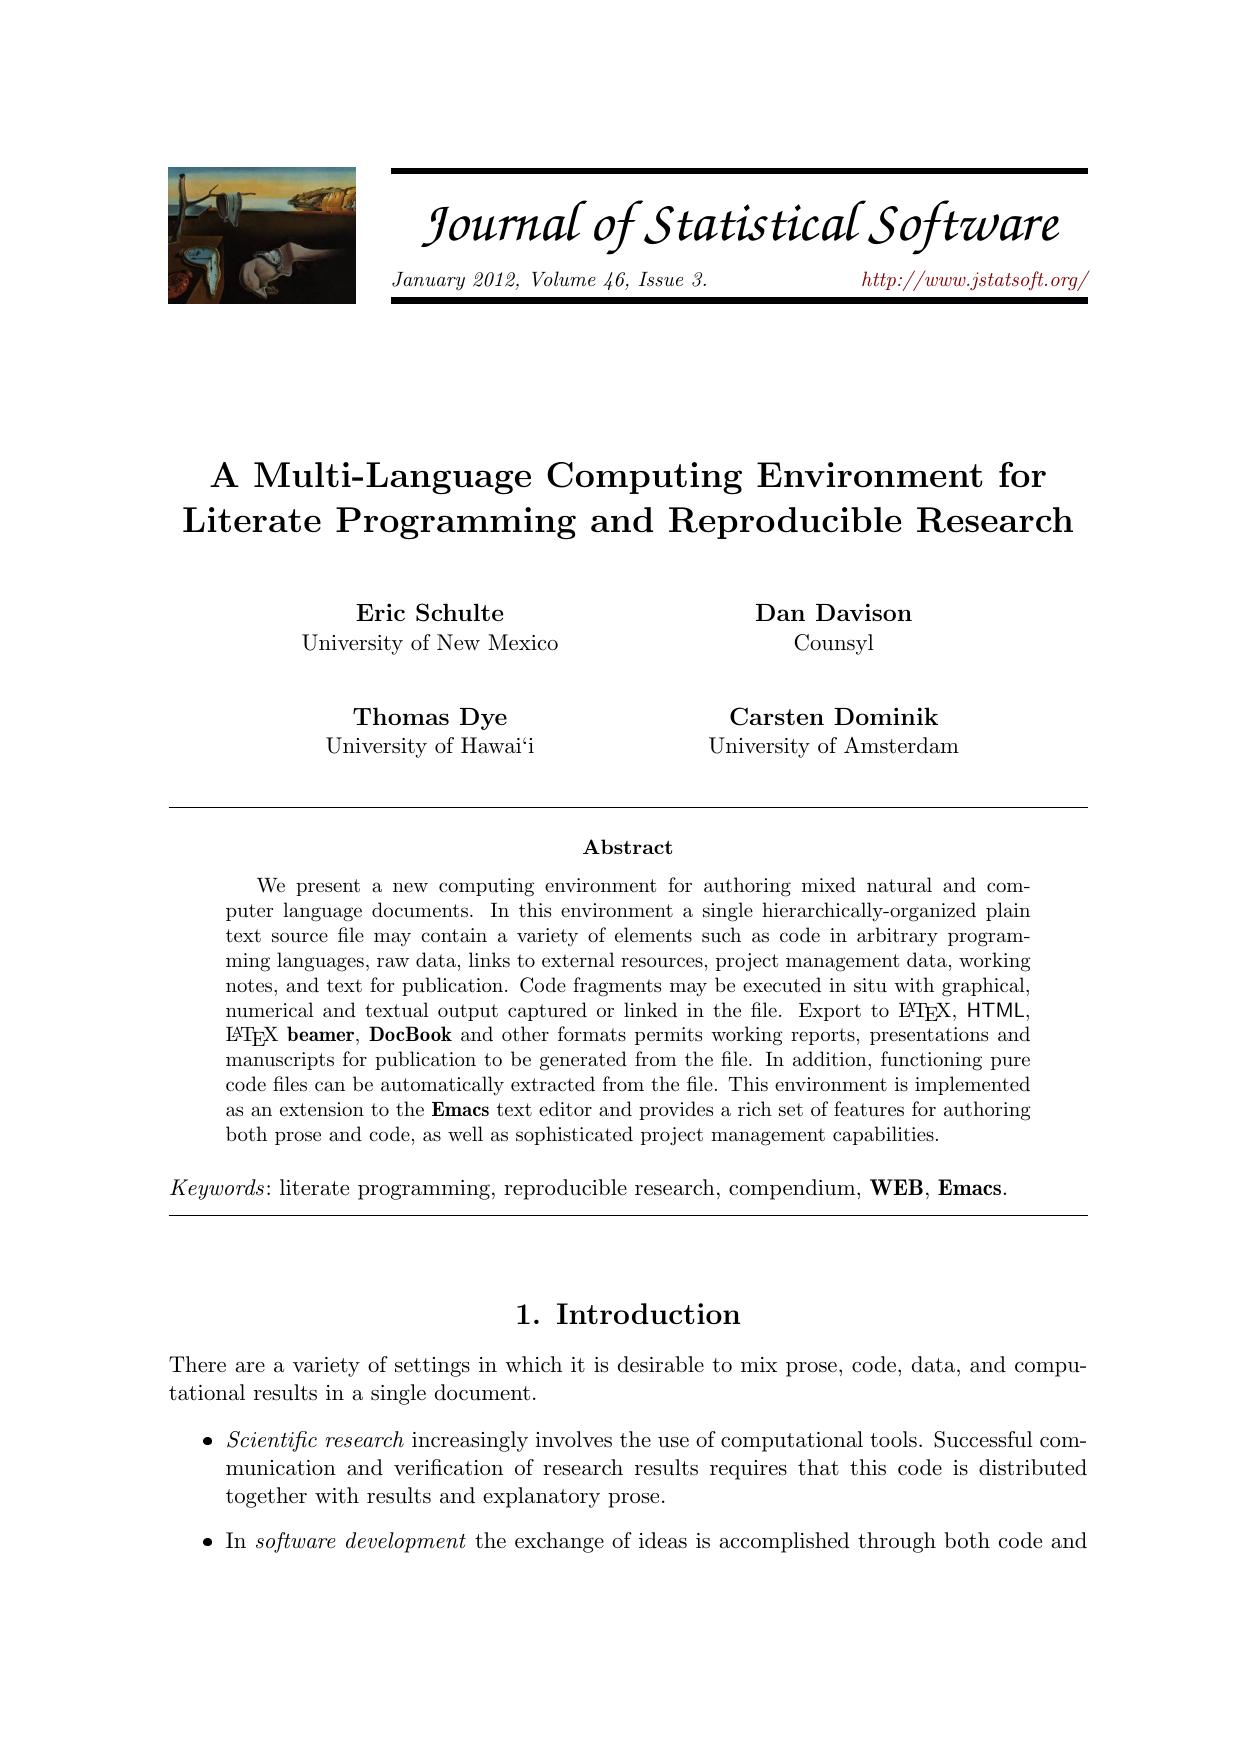 Journal of Statistical Software
January 2012, Volume 46, Issue 3. http://www.jstatsoft.org/
A Multi-Language Computing Environment for
Literate Programming and Reproducible Research
Eric Schulte
University of New Mexico
Dan Davison
Counsyl
Thomas Dye
University of Hawai‘i
Carsten Dominik
University of Amsterdam
Abstract
We present a new computing environment for authoring mixed natural and com-
puter language documents. In this environment a single hierarchically-organized plain
text source file may contain a variety of elements such as code in arbitrary program-
ming languages, raw data, links to external resources, project management data, working
notes, and text for publication. Code fragments may be executed in situ with graphical,
numerical and textual output captured or linked in the file. Export to LATEX, HTML,
LATEX beamer, DocBook and other formats permits working reports, presentations and
manuscripts for publication to be generated from the file. In addition, functioning pure
code files can be automatically extracted from the file. This environment is implemented
as an extension to the Emacs text editor and provides a rich set of features for authoring
both prose and code, as well as sophisticated project management capabilities.
Keywords: literate programming, reproducible research, compendium, WEB, Emacs.
1. Introduction
There are a variety of settings in which it is desirable to mix prose, code, data, and compu-
tational results in a single document.
• Scientific research increasingly involves the use of computational tools. Successful com-
munication and verification of research results requires that this code is distributed
together with results and explanatory prose.
• In software development the exchange of ideas is accomplished through both code and